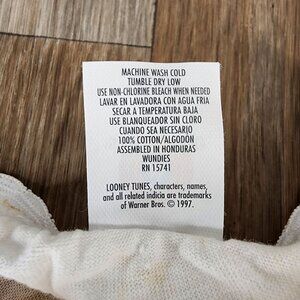 MACHINE WASH COLD
TUMBLE DRY LOW
USE NON-CHLORINE BLEACH WHEN NEEDED
LAVAR EN LAVADORA CON AGUA FRIA
SECAR A TEMPERATURA BAJA
USE BLANQUEADOR SIN CLORO
CUANDO SEA NECESARIO
100% COTTON/ALGODON
ASSEMBLED IN HONDURAS
WUNDIES
RN 15741
LOONEY TUNES, characters, names,
and all related indicia are trademarks
of Warner Bros. © 1997.